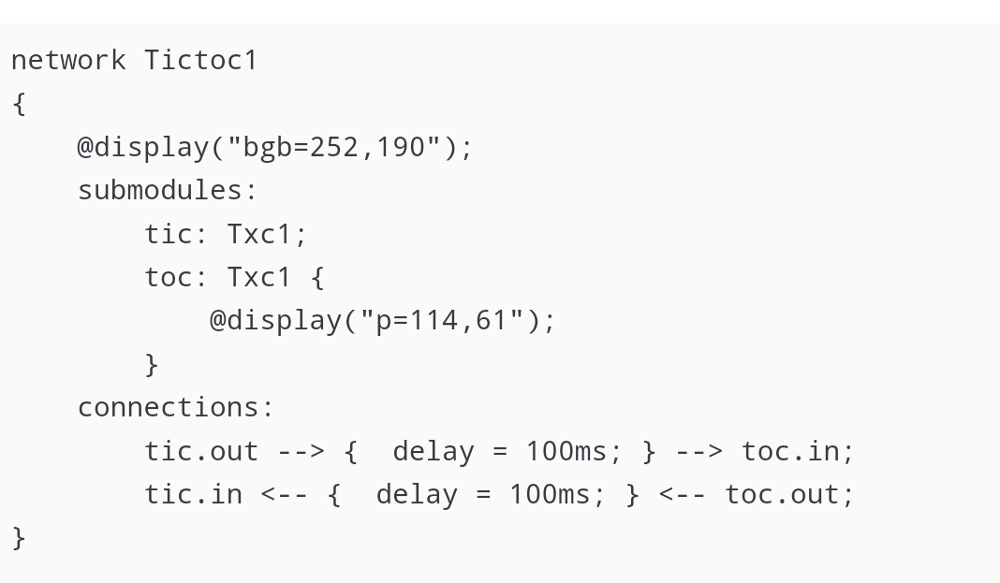 network Tictoc1
{
    @display("bgb=252,190");
    submodules:
        tic: Txc1;
        toc: Txc1 {
            @display("p=114,61");
        }
    connections:
        tic.out --> {  delay = 100ms; } --> toc.in;
        tic.in <-- {  delay = 100ms; } <-- toc.out;
}